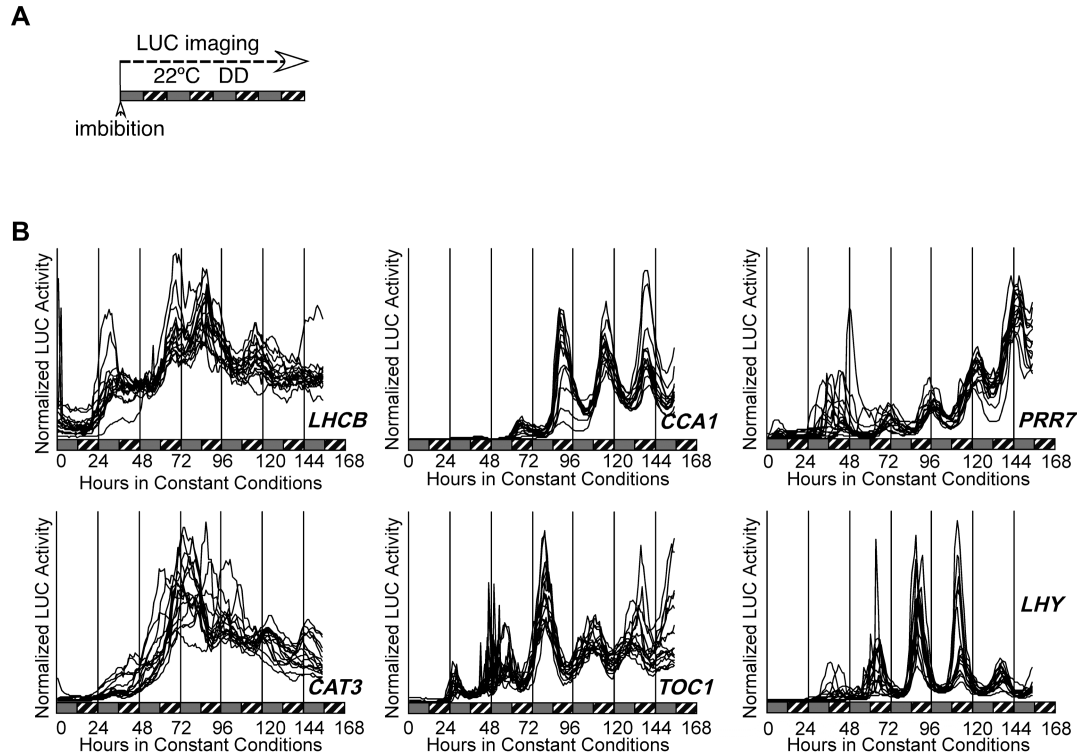 A
LUC imaging
22ºC DD
imbibition
B
Normalized LUC Activity
LHCB
0 24 48 72 96 120 144 168
Hours in Constant Conditions
Normalized LUC Activity
CCA1
0 24 48 72 96 120 144 168
Hours in Constant Conditions
Normalized LUC Activity
PRR7
0 24 48 72 96 120 144 168
Hours in Constant Conditions
Normalized LUC Activity
CAT3
0 24 48 72 96 120 144 168
Hours in Constant Conditions
Normalized LUC Activity
TOC1
0 24 48 72 96 120 144 168
Hours in Constant Conditions
Normalized LUC Activity
LHY
0 24 48 72 96 120 144 168
Hours in Constant Conditions